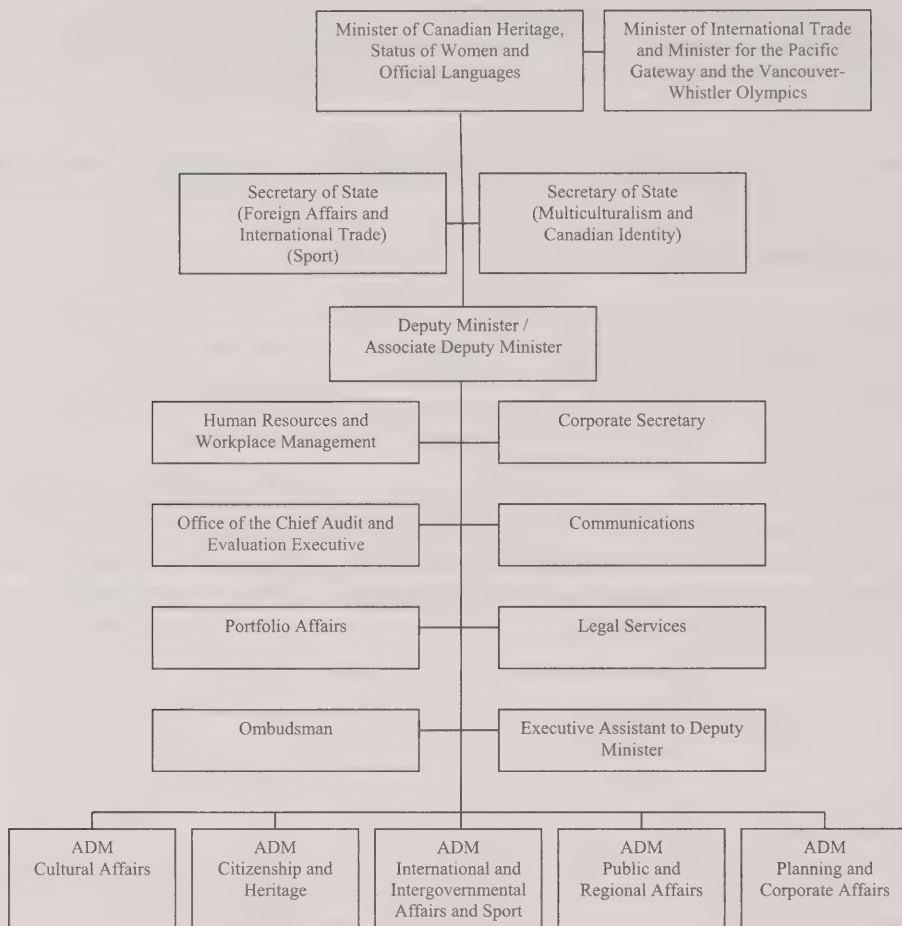 Minister of Canadian Heritage,
Status of Women and
Official Languages
Minister of International Trade
and Minister for the Pacific
Gateway and the Vancouver-
Whistler Olympics
Secretary of State
(Foreign Affairs and
International Trade)
(Sport)
Secretary of State
(Multiculturalism and
Canadian Identity)
Deputy Minister /
Associate Deputy Minister
Human Resources and
Workplace Management
Corporate Secretary
Office of the Chief Audit and
Evaluation Executive
Communications
Portfolio Affairs
Legal Services
Ombudsman
Executive Assistant to Deputy
Minister
ADM
Cultural Affairs
ADM
Citizenship and
Heritage
ADM
International and
Intergovernmental
Affairs and Sport
ADM
Public and
Regional Affairs
ADM
Planning and
Corporate Affairs